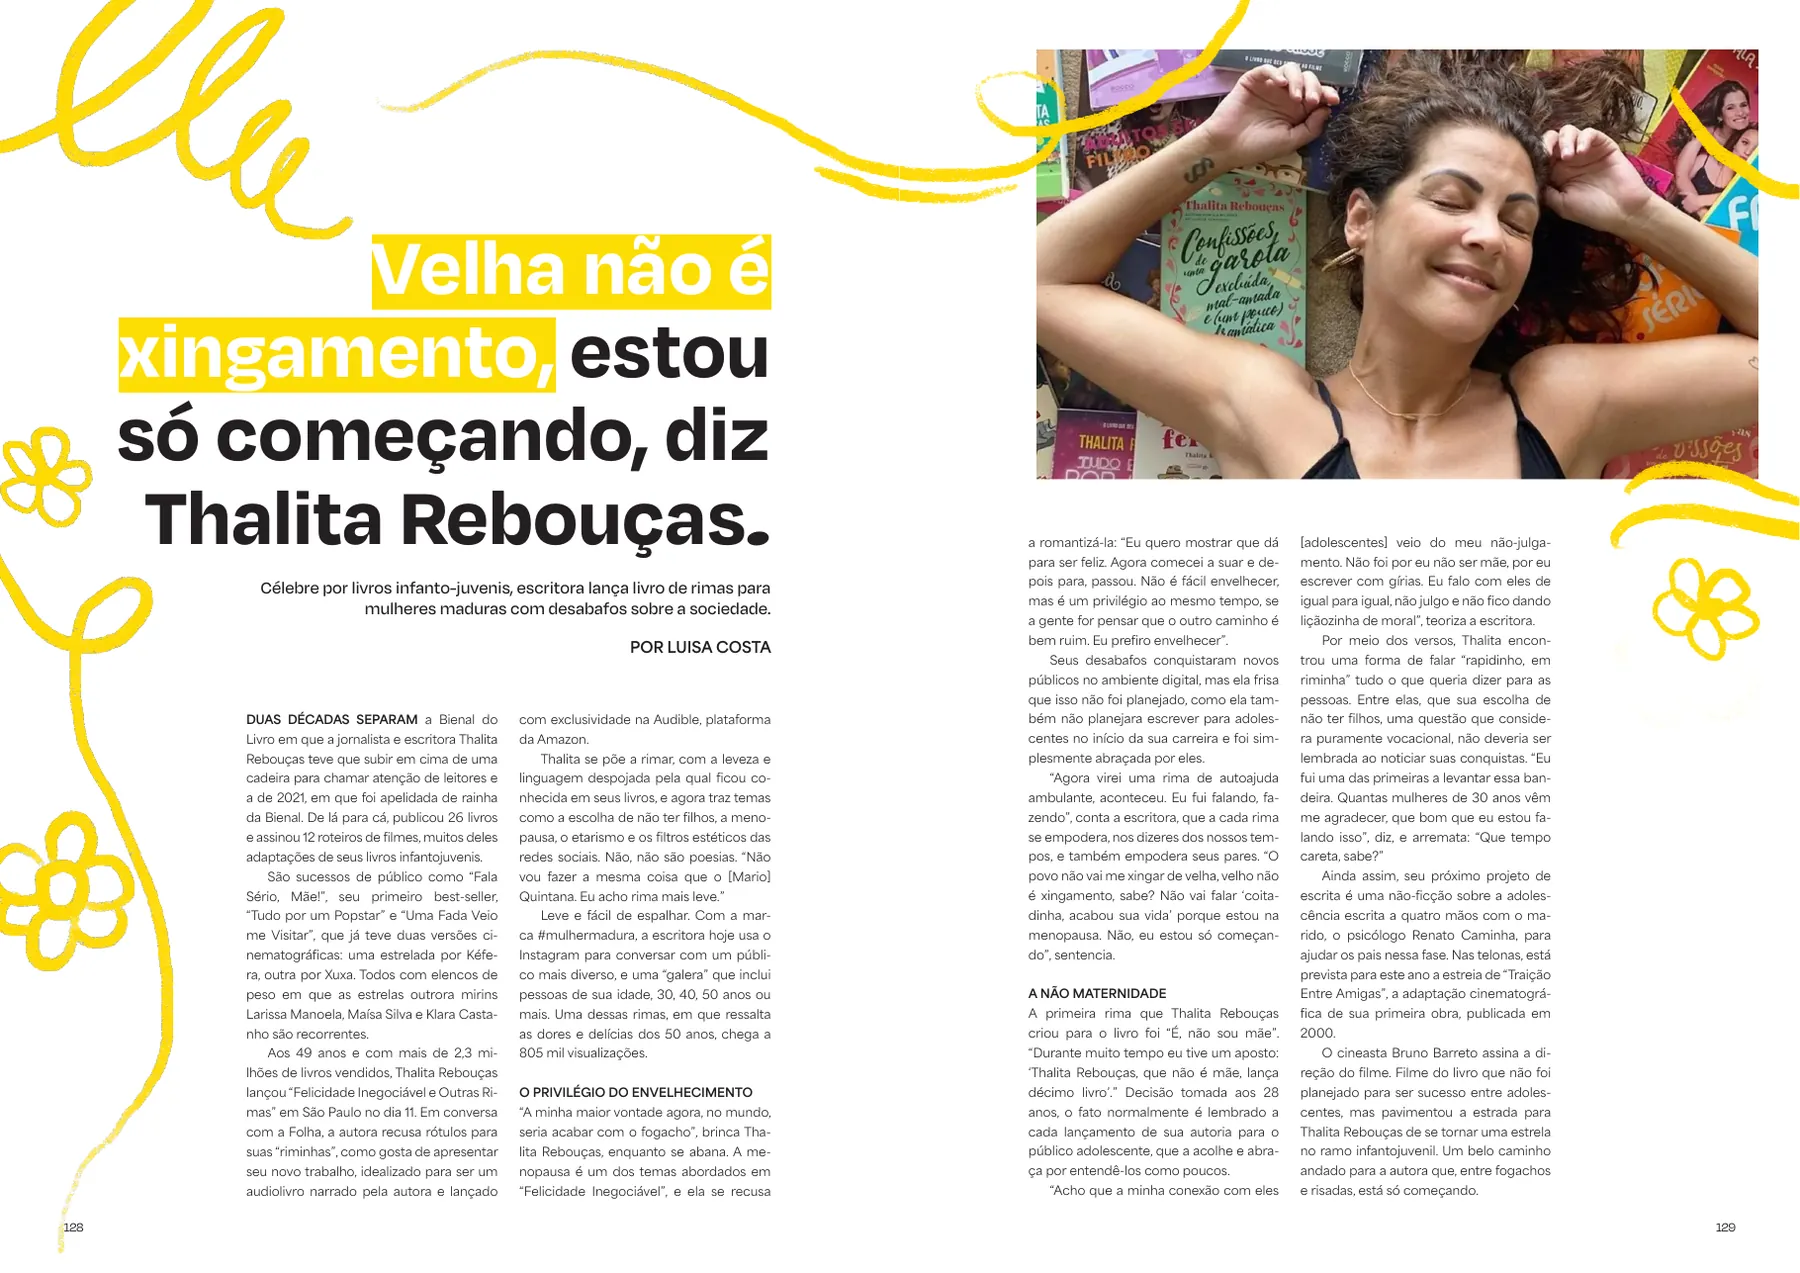 Velha não é
xingamento, estou
só começando, diz
Thalita Rebouças.
Célebre por livros infanto-juvenis, escritora lança livro de rimas para
mulheres maduras com desabafos sobre a sociedade.
POR LUISA COSTA
DUAS DÉCADAS SEPARAM a Bienal do
Livro em que a jornalista e escritora Thalita
Rebouças teve que subir em cima de uma
cadeira para chamar atenção de leitores e
a de 2021, em que foi apelidada de rainha
da Bienal. De lá para cá, publicou 26 livros
e assinou 12 roteiros de filmes, muitos deles
adaptações de seus livros infantojuvenis.
São sucessos de público como “Fala
Sério, Mãe!”, seu primeiro best-seller,
“Tudo por um Popstar” e “Uma Fada Veio
me Visitar”, que já teve duas versões ci-
nematográficas: uma estrelada por Kéfe-
ra, outra por Xuxa. Todos com elencos de
peso em que as estrelas outrora mirins
Larissa Manoela, Maísa Silva e Klara Casta-
nho são recorrentes.
Aos 49 anos e com mais de 2,3 mi-
lhões de livros vendidos, Thalita Rebouças
lançou “Felicidade Inegociável e Outras Ri-
mas” em São Paulo no dia 11. Em conversa
com a Folha, a autora recusa rótulos para
suas “riminhas”, como gosta de apresentar
seu novo trabalho, idealizado para ser um
audiolivro narrado pela autora e lançado
com exclusividade na Audible, plataforma
da Amazon.
Thalita se põe a rimar, com a leveza e
linguagem despojada pela qual ficou co-
nhecida em seus livros, e agora traz temas
como a escolha de não ter filhos, a meno-
pausa, o etarismo e os filtros estéticos das
redes sociais. Não, não são poesias. “Não
vou fazer a mesma coisa que o [Mario]
Quintana. Eu acho rima mais leve.”
Leve e fácil de espalhar. Com a mar-
ca #mulhermadura, a escritora hoje usa o
Instagram para conversar com um públi-
co mais diverso, e uma “galera” que inclui
pessoas de sua idade, 30, 40, 50 anos ou
mais. Uma dessas rimas, em que ressalta
as dores e delícias dos 50 anos, chega a
805 mil visualizações.
O PRIVILÉGIO DO ENVELHECIMENTO
“A minha maior vontade agora, no mundo,
seria acabar com o fogacho”, brinca Tha-
lita Rebouças, enquanto se abana. A me-
nopausa é um dos temas abordados em
“Felicidade Inegociável”, e ela se recusa
128
Thalita Rebouças
Confissões
de uma garota
excluída,
mal-amada
e (um pouco)
dramática
a romantizá-la: “Eu quero mostrar que dá
para ser feliz. Agora comecei a suar e de-
pois para, passou. Não é fácil envelhecer,
mas é um privilégio ao mesmo tempo, se
a gente for pensar que o outro caminho é
bem ruim. Eu prefiro envelhecer”.
Seus desabafos conquistaram novos
públicos no ambiente digital, mas ela frisa
que isso não foi planejado, como ela tam-
bém não planejara escrever para adoles-
centes no início da sua carreira e foi sim-
plesmente abraçada por eles.
“Agora virei uma rima de autoajuda
ambulante, aconteceu. Eu fui falando, fa-
zendo”, conta a escritora, que a cada rima
se empodera, nos dizeres dos nossos tem-
pos, e também empodera seus pares. “O
povo não vai me xingar de velha, velho não
é xingamento, sabe? Não vai falar ‘coita-
dinha, acabou sua vida’ porque estou na
menopausa. Não, eu estou só começan-
do”, sentencia.
A NÃO MATERNIDADE
A primeira rima que Thalita Rebouças
criou para o livro foi “É, não sou mãe”.
“Durante muito tempo eu tive um aposto:
‘Thalita Rebouças, que não é mãe, lança
décimo livro’.” Decisão tomada aos 28
anos, o fato normalmente é lembrado a
cada lançamento de sua autoria para o
público adolescente, que a acolhe e abra-
ça por entendê-los como poucos.
“Acho que a minha conexão com eles
[adolescentes] veio do meu não-julga-
mento. Não foi por eu não ser mãe, por eu
escrever com gírias. Eu falo com eles de
igual para igual, não julgo e não fico dando
liçãozinha de moral”, teoriza a escritora.
Por meio dos versos, Thalita encon-
trou uma forma de falar “rapidinho, em
riminha” tudo o que queria dizer para as
pessoas. Entre elas, que sua escolha de
não ter filhos, uma questão que conside-
ra puramente vocacional, não deveria ser
lembrada ao noticiar suas conquistas. “Eu
fui uma das primeiras a levantar essa ban-
deira. Quantas mulheres de 30 anos vêm
me agradecer, que bom que eu estou fa-
lando isso”, diz, e arremata: “Que tempo
careta, sabe?”
Ainda assim, seu próximo projeto de
escrita é uma não-ficção sobre a adoles-
cência escrita a quatro mãos com o ma-
rido, o psicólogo Renato Caminha, para
ajudar os pais nessa fase. Nas telonas, está
prevista para este ano a estreia de “Traição
Entre Amigas”, a adaptação cinematográ-
fica de sua primeira obra, publicada em
2000.
O cineasta Bruno Barreto assina a di-
reção do filme. Filme do livro que não foi
planejado para ser sucesso entre adoles-
centes, mas pavimentou a estrada para
Thalita Rebouças de se tornar uma estrela
no ramo infantojuvenil. Um belo caminho
andado para a autora que, entre fogachos
e risadas, está só começando.
129